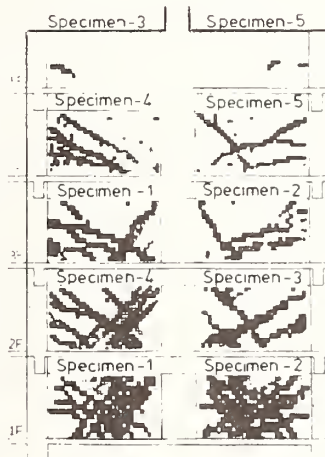 Specimen-3 Specimen-5
Specimen-4 Specimen-5
Specimen-1 Specimen-2
3F
Specimen-4 Specimen-3
2F
Specimen-1 Specimen-2
1F